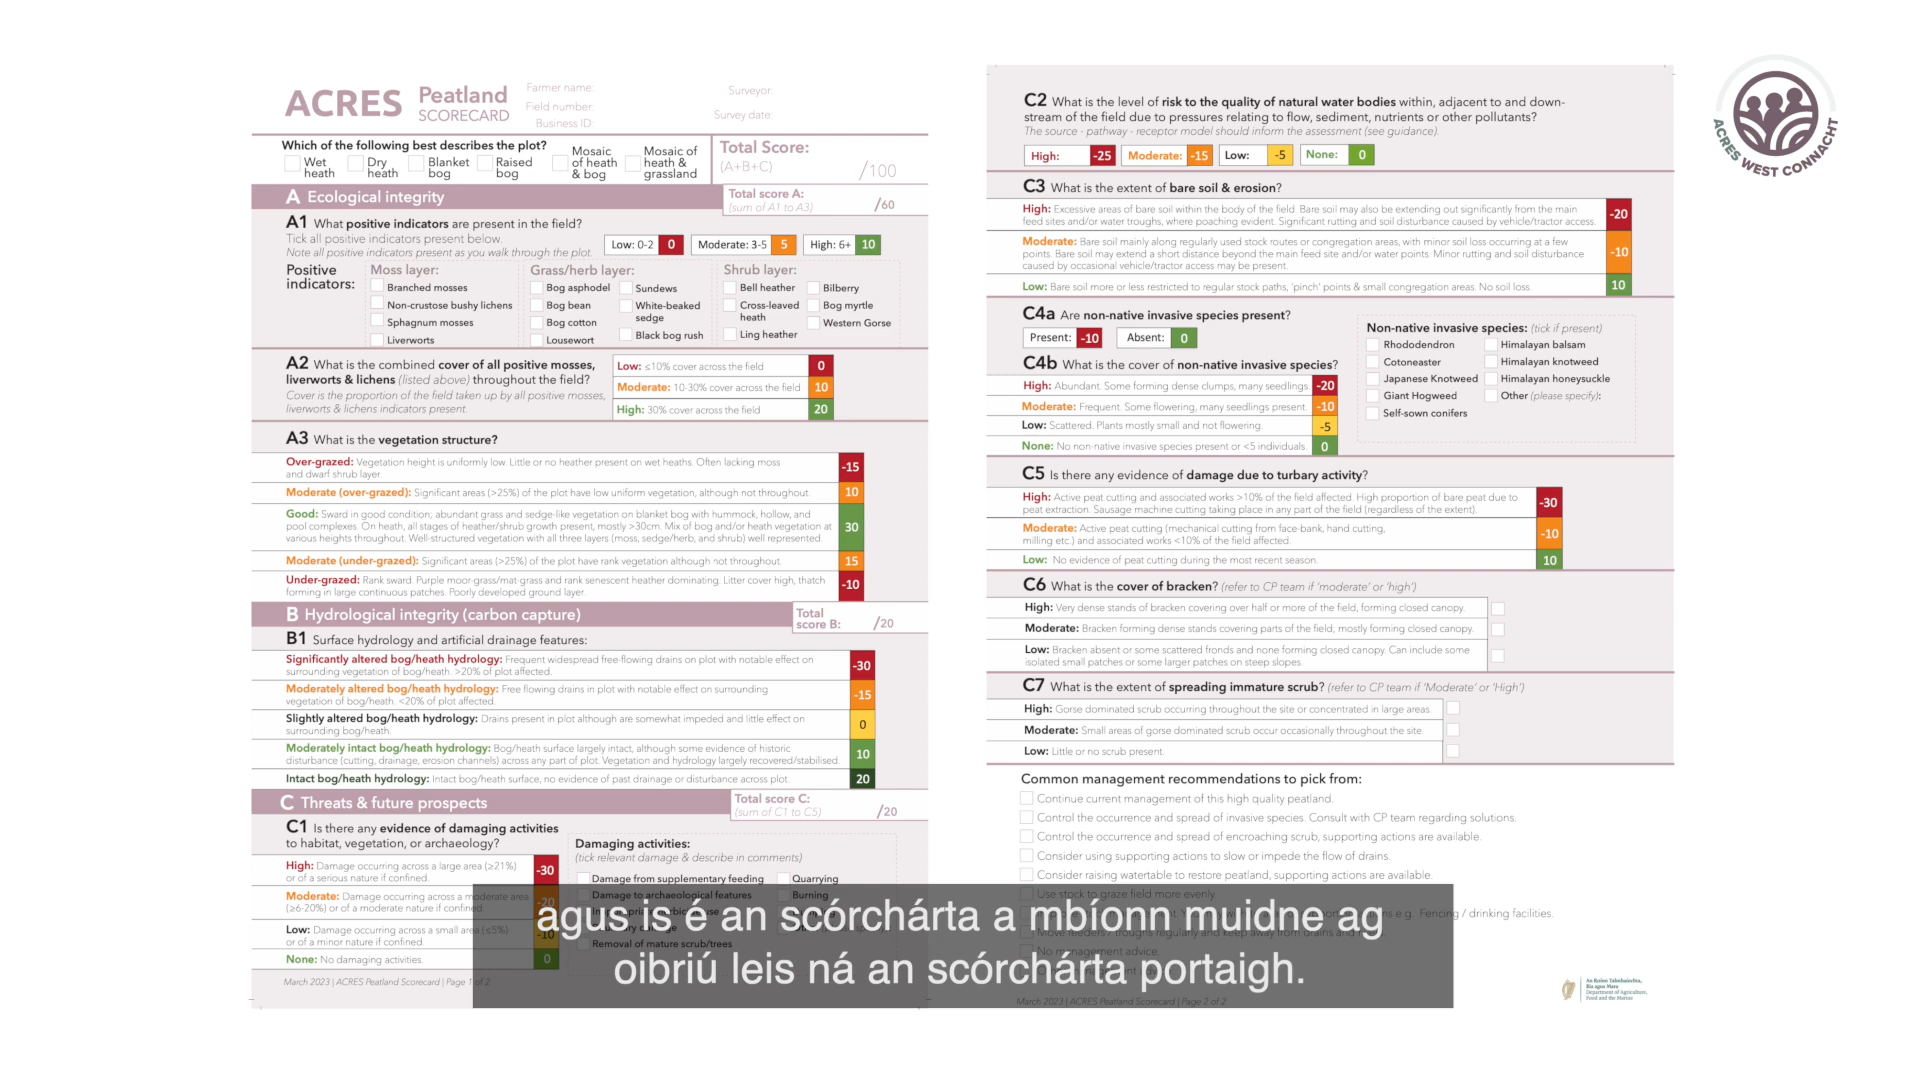 ACRES Peatland SCORECARD
Farmer name:
Field number:
Business ID:
Surveyor:
Survey date:
Which of the following best describes the plot?
Wet heath
Dry heath
Blanket bog
Raised bog
Mosaic of heath & bog
Mosaic of heath & grassland
Total Score:
(A+B+C)
/100
A Ecological integrity
Total score A:
(sum of A1 to A3)
/60
A1 What positive indicators are present in the field?
Tick all positive indicators present below.
Note all positive indicators present as you walk through the plot.
Low: 0-2 0
Moderate: 3-5 5
High: 6+ 10
Positive indicators:
Moss layer:
Branched mosses
Non-crustose bushy lichens
Sphagnum mosses
Liverworts
Grass/herb layer:
Bog asphodel
Bog bean
Bog cotton
Lousewort
Sundews
White-beaked sedge
Black bog rush
Shrub layer:
Bell heather
Cross-leaved heath
Ling heather
Bilberry
Bog myrtle
Western Gorse
A2 What is the combined cover of all positive mosses,
liverworts & lichens (listed above) throughout the field?
Cover is the proportion of the field taken up by all positive mosses,
liverworts & lichens indicators present.
Low: ≤10% cover across the field 0
Moderate: 10-30% cover across the field 10
High: 30% cover across the field 20
A3 What is the vegetation structure?
Over-grazed: Vegetation height is uniformly low. Little or no heather present on wet heaths. Often lacking moss
and dwarf shrub layer. -15
Moderate (over-grazed): Significant areas (>25%) of the plot have low uniform vegetation, although not throughout. 10
Good: Sward in good condition; abundant grass and sedge-like vegetation on blanket bog with hummock, hollow, and
pool complexes. On heath, all stages of heather/shrub growth present, mostly >30cm. Mix of bog and/or heath vegetation at
various heights throughout. Well-structured vegetation with all three layers (moss, sedge/herb, and shrub) well represented. 30
Moderate (under-grazed): Significant areas (>25%) of the plot have rank vegetation although not throughout. 15
Under-grazed: Rank sward. Purple moor-grass/mat-grass and rank senescent heather dominating. Litter cover high, thatch
forming in large continuous patches. Poorly developed ground layer. -10
B Hydrological integrity (carbon capture)
Total score B:
/20
B1 Surface hydrology and artificial drainage features:
Significantly altered bog/heath hydrology: Frequent widespread free-flowing drains on plot with notable effect on
surrounding vegetation of bog/heath. >20% of plot affected. -30
Moderately altered bog/heath hydrology: Free flowing drains in plot with notable effect on surrounding
vegetation of bog/heath. <20% of plot affected. -15
Slightly altered bog/heath hydrology: Drains present in plot although are somewhat impeded and little effect on
surrounding bog/heath. 0
Moderately intact bog/heath hydrology: Bog/heath surface largely intact, although some evidence of historic
disturbance (cutting, drainage, erosion channels) across any part of plot. Vegetation and hydrology largely recovered/stabilised. 10
Intact bog/heath hydrology: Intact bog/heath surface, no evidence of past drainage or disturbance across plot. 20
C Threats & future prospects
Total score C:
(sum of C1 to C5)
/20
C1 Is there any evidence of damaging activities
to habitat, vegetation, or archaeology?
High: Damage occurring across a large area (≥21%)
or of a serious nature if confined. -30
Moderate: Damage occurring across a moderate area
(≥6-20%) or of a moderate nature if confined. -20
Low: Damage occurring across a small area (≤5%)
or of a minor nature if confined. -10
None: No damaging activities. 0
Damaging activities:
(tick relevant damage & describe in comments)
Damage from supplementary feeding
Damage to archaeological features
Removal of mature scrub/trees
Quarrying
Burning
March 2023 | ACRES Peatland Scorecard | Page 1 of 2
C2 What is the level of risk to the quality of natural water bodies within, adjacent to and down-
stream of the field due to pressures relating to flow, sediment, nutrients or other pollutants?
The source - pathway - receptor model should inform the assessment (see guidance).
High: -25
Moderate: -15
Low: -5
None: 0
C3 What is the extent of bare soil & erosion?
High: Excessive areas of bare soil within the body of the field. Bare soil may also be extending out significantly from the main
feed sites and/or water troughs, where poaching evident. Significant rutting and soil disturbance caused by vehicle/tractor access. -20
Moderate: Bare soil mainly along regularly used stock routes or congregation areas, with minor soil loss occurring at a few
points. Bare soil may extend a short distance beyond the main feed site and/or water points. Minor rutting and soil disturbance
caused by occasional vehicle/tractor access may be present. -10
Low: Bare soil more or less restricted to regular stock paths, 'pinch' points & small congregation areas. No soil loss. 10
C4a Are non-native invasive species present?
Present: -10
Absent: 0
C4b What is the cover of non-native invasive species?
High: Abundant. Some forming dense clumps, many seedlings. -20
Moderate: Frequent. Some flowering, many seedlings present. -10
Low: Scattered. Plants mostly small and not flowering. -5
None: No non-native invasive species present or <5 individuals. 0
Non-native invasive species: (tick if present)
Rhododendron
Cotoneaster
Japanese Knotweed
Giant Hogweed
Self-sown conifers
Himalayan balsam
Himalayan knotweed
Himalayan honeysuckle
Other (please specify):
C5 Is there any evidence of damage due to turbary activity?
High: Active peat cutting and associated works >10% of the field affected. High proportion of bare peat due to
peat extraction. Sausage machine cutting taking place in any part of the field (regardless of the extent). -30
Moderate: Active peat cutting (mechanical cutting from face-bank, hand cutting,
milling etc.) and associated works <10% of the field affected. -10
Low: No evidence of peat cutting during the most recent season. 10
C6 What is the cover of bracken? (refer to CP team if 'moderate' or 'high')
High: Very dense stands of bracken covering over half or more of the field, forming closed canopy.
Moderate: Bracken forming dense stands covering parts of the field, mostly forming closed canopy.
Low: Bracken absent or some scattered fronds and none forming closed canopy. Can include some
isolated small patches or some larger patches on steep slopes.
C7 What is the extent of spreading immature scrub? (refer to CP team if 'Moderate' or 'High')
High: Gorse dominated scrub occurring throughout the site or concentrated in large areas.
Moderate: Small areas of gorse dominated scrub occur occasionally throughout the site.
Low: Little or no scrub present.
Common management recommendations to pick from:
Continue current management of this high quality peatland.
Control the occurrence and spread of invasive species. Consult with CP team regarding solutions.
Control the occurrence and spread of encroaching scrub, supporting actions are available.
Consider using supporting actions to slow or impede the flow of drains.
Consider raising watertable to restore peatland, supporting actions are available.
Use stock to graze field more evenly.
e.g. Fencing / drinking facilities.
No management advice.
March 2023 | ACRES Peatland Scorecard | Page 2 of 2
An Roinn Talmhaíochta,
Bia agus Mara
Department of Agriculture,
Food and the Marine
ACRES WEST CONNACHT
agus is é an scórchárta a mbíonn muidne ag
oibriú leis ná an scórchárta portaigh.